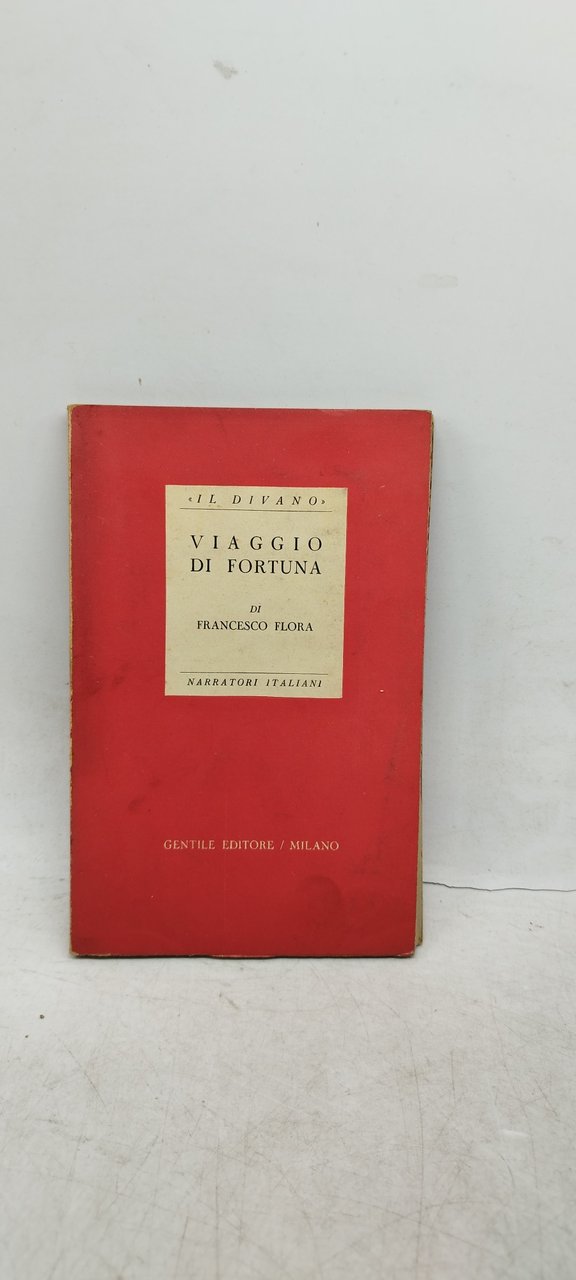 «IL DIVANO»
VIAGGIO
DI FORTUNA
DI
FRANCESCO FLORA
NARRATORI ITALIANI
GENTILE EDITORE / MILANO